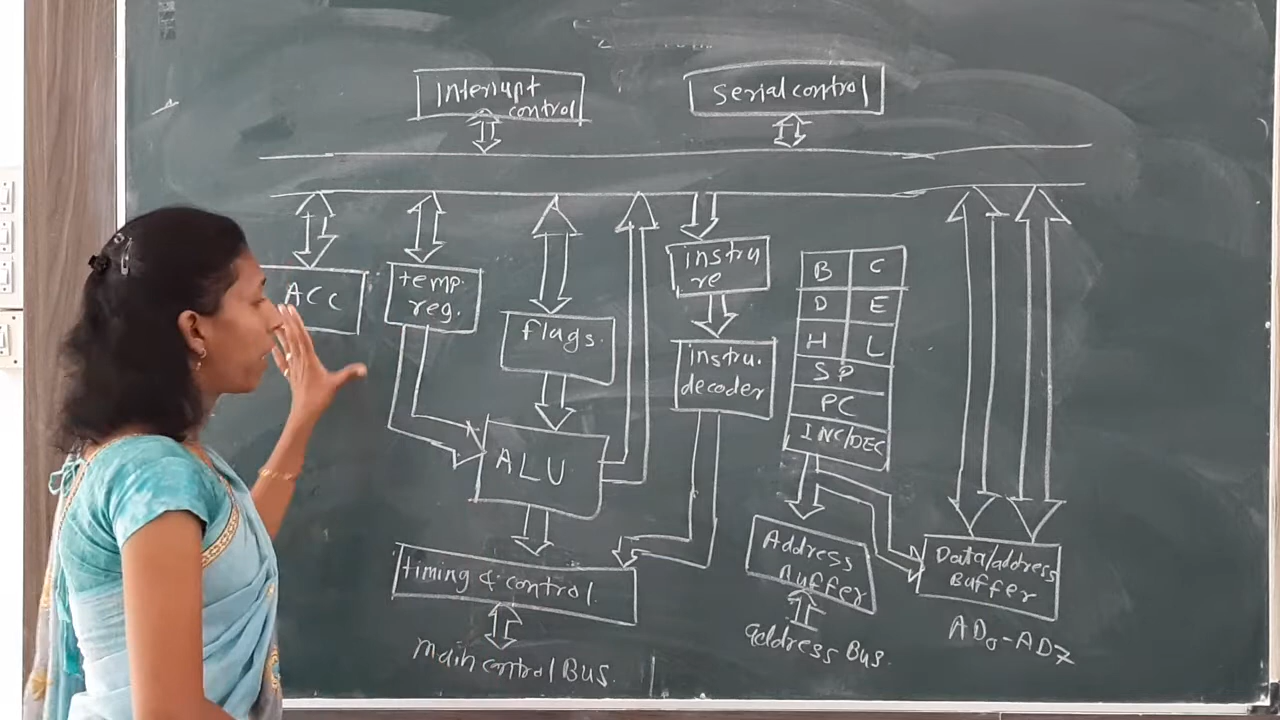 Interrupt
control
Serial control
ACC
temp.
reg.
flags.
instru
re
instru.
decoder
B C
D E
H L
SP
PC
INC/DEC
ALU
timing & control.
main control Bus.
Address
Buffer
address Bus.
Data/address
Buffer
AD0-AD7